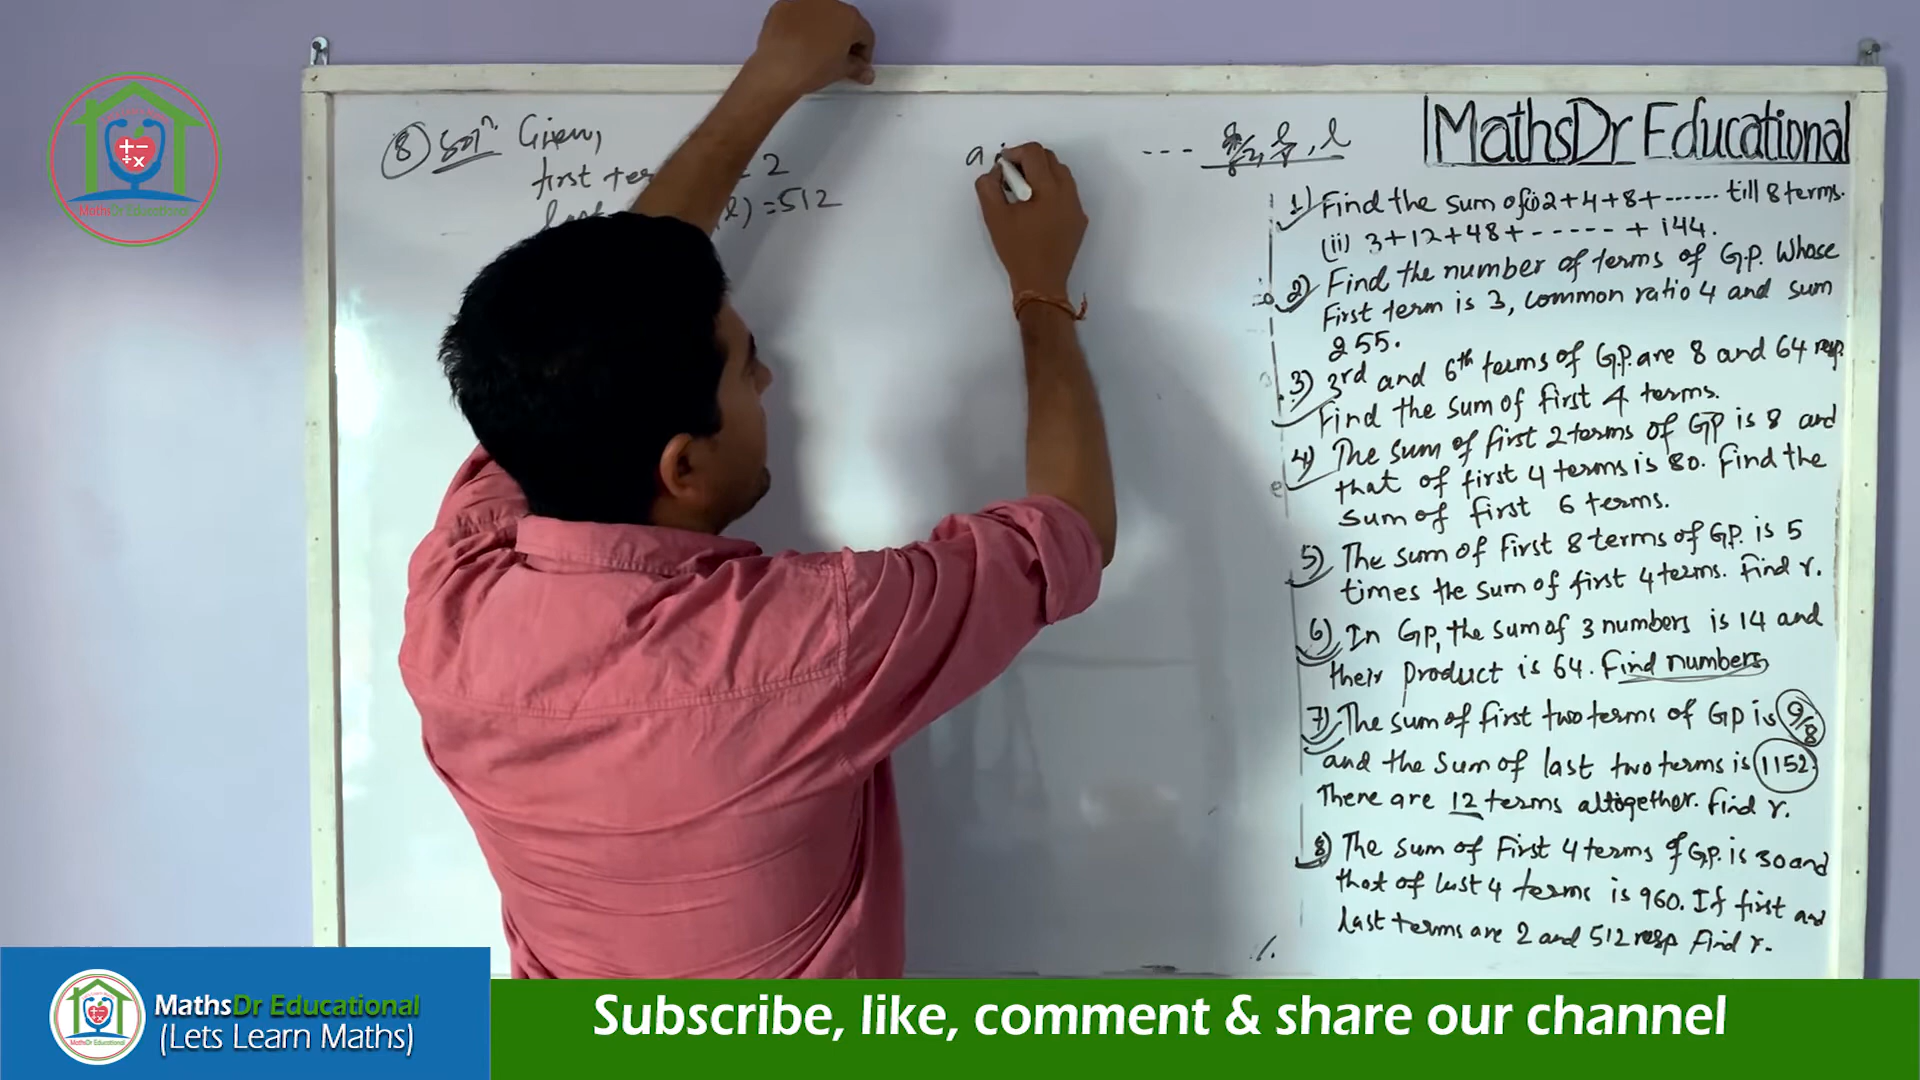 MathsDr Educational
⑧ Solⁿ. Given,
first ter 2
(l) = 512
a
--- , l
MathsDr Educational
1) Find the sum of (i) 2+4+8+------ till 8 terms.
(ii) 3+12+48+-----+ 144.
2) Find the number of terms of G.P. Whose
First term is 3, common ratio 4 and sum
255.
3) 3rd and 6th terms of G.P. are 8 and 64 resp.
Find the sum of first 4 terms.
4) The sum of first 2 terms of GP is 8 and
that of first 4 terms is 80. Find the
sum of first 6 terms.
5) The sum of First 8 terms of G.P. is 5
times the sum of first 4 terms. Find r.
6) In GP, the sum of 3 numbers is 14 and
their product is 64. Find numbers
7) The sum of first two terms of GP is 9/8
and the sum of last two terms is 1152.
There are 12 terms altogether. Find r.
8) The sum of First 4 terms of G.P. is 30 and
that of last 4 terms is 960. If first and
last terms are 2 and 512 resp Find r.
MathsDr Educational
(Lets Learn Maths)
MathsDr Educational
Subscribe, like, comment & share our channel